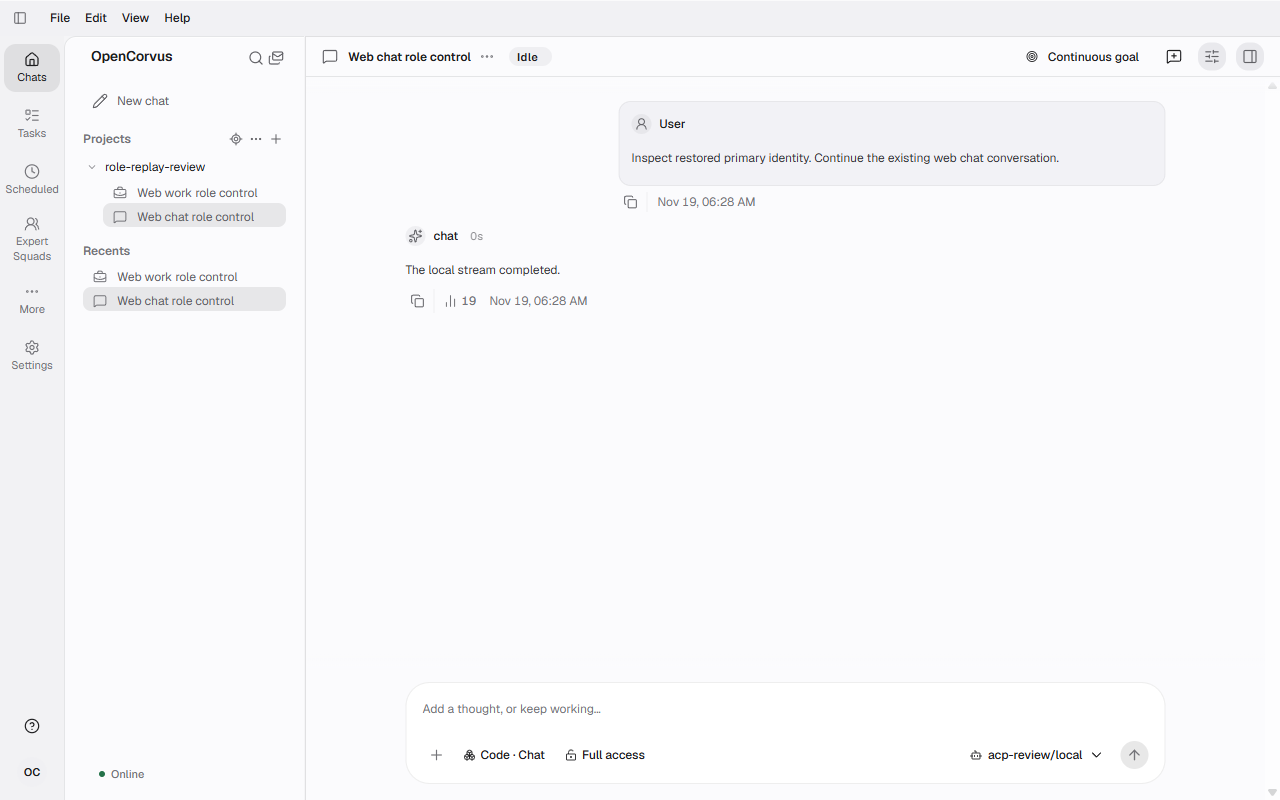 File Edit View Help
Chats
Tasks
Scheduled
Expert
Squads
More
Settings
OC
OpenCorvus
New chat
Projects
role-replay-review
Web work role control
Web chat role control
Recents
Web work role control
Web chat role control
Online
Web chat role control
Idle
Continuous goal
User
Inspect restored primary identity. Continue the existing web chat conversation.
Nov 19, 06:28 AM
chat 0s
The local stream completed.
19 Nov 19, 06:28 AM
Add a thought, or keep working…
Code · Chat
Full access
acp-review/local